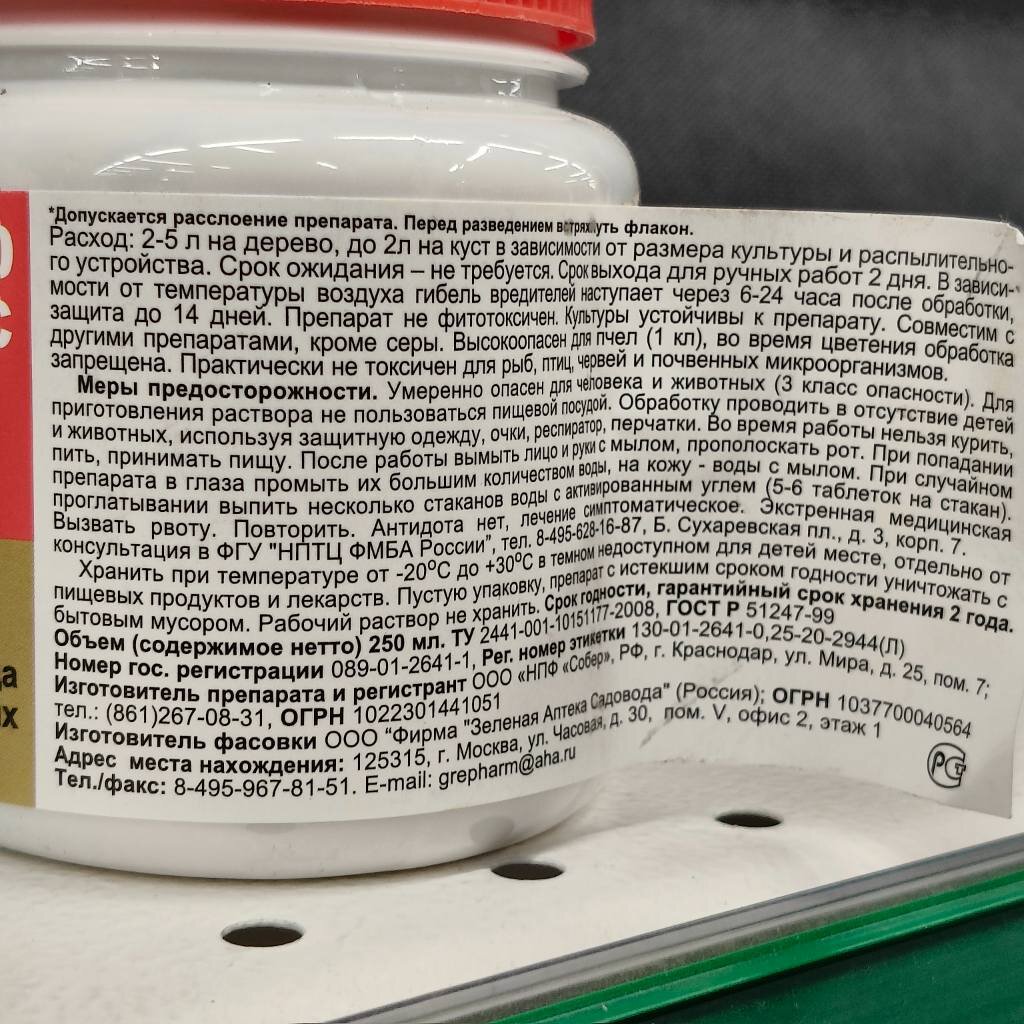 *Допускается расслоение препарата. Перед разведением встряхнуть флакон.
Расход: 2-5 л на дерево, до 2л на куст в зависимости от размера культуры и распылительно-
го устройства. Срок ожидания – не требуется. Срок выхода для ручных работ 2 дня. В зависи-
мости от температуры воздуха гибель вредителей наступает через 6-24 часа после обработки,
защита до 14 дней. Препарат не фитотоксичен. Культуры устойчивы к препарату. Совместим с
другими препаратами, кроме серы. Высокоопасен для пчел (1 кл), во время цветения обработка
запрещена. Практически не токсичен для рыб, птиц, червей и почвенных микроорганизмов.
Меры предосторожности. Умеренно опасен для человека и животных (3 класс опасности). Для
приготовления раствора не пользоваться пищевой посудой. Обработку проводить в отсутствие детей
и животных, используя защитную одежду, очки, респиратор, перчатки. Во время работы нельзя курить,
пить, принимать пищу. После работы вымыть лицо и руки с мылом, прополоскать рот. При попадании
препарата в глаза промыть их большим количеством воды, на кожу - воды с мылом. При случайном
проглатывании выпить несколько стаканов воды с активированным углем (5-6 таблеток на стакан).
Вызвать рвоту. Повторить. Антидота нет, лечение симптоматическое. Экстренная медицинская
консультация в ФГУ "НПТЦ ФМБА России", тел. 8-495-628-16-87, Б. Сухаревская пл., д. 3, корп. 7.
Хранить при температуре от -20°С до +30°С в темном недоступном для детей месте, отдельно от
пищевых продуктов и лекарств. Пустую упаковку, препарат с истекшим сроком годности уничтожать с
бытовым мусором. Рабочий раствор не хранить. Срок годности, гарантийный срок хранения 2 года.
Объем (содержимое нетто) 250 мл. ТУ 2441-001-10151177-2008, ГОСТ Р 51247-99
Номер гос. регистрации 089-01-2641-1, Рег. номер этикетки 130-01-2641-0,25-20-2944(Л)
Изготовитель препарата и регистрант ООО «НПФ «Собер», РФ, г. Краснодар, ул. Мира, д. 25, пом. 7;
тел.: (861)267-08-31, ОГРН 1022301441051
Изготовитель фасовки ООО "Фирма "Зеленая Аптека Садовода" (Россия); ОГРН 1037700040564
Адрес места нахождения: 125315, г. Москва, ул. Часовая, д. 30, пом. V, офис 2, этаж 1
Тел./факс: 8-495-967-81-51. E-mail: grepharm@aha.ru
РСТ